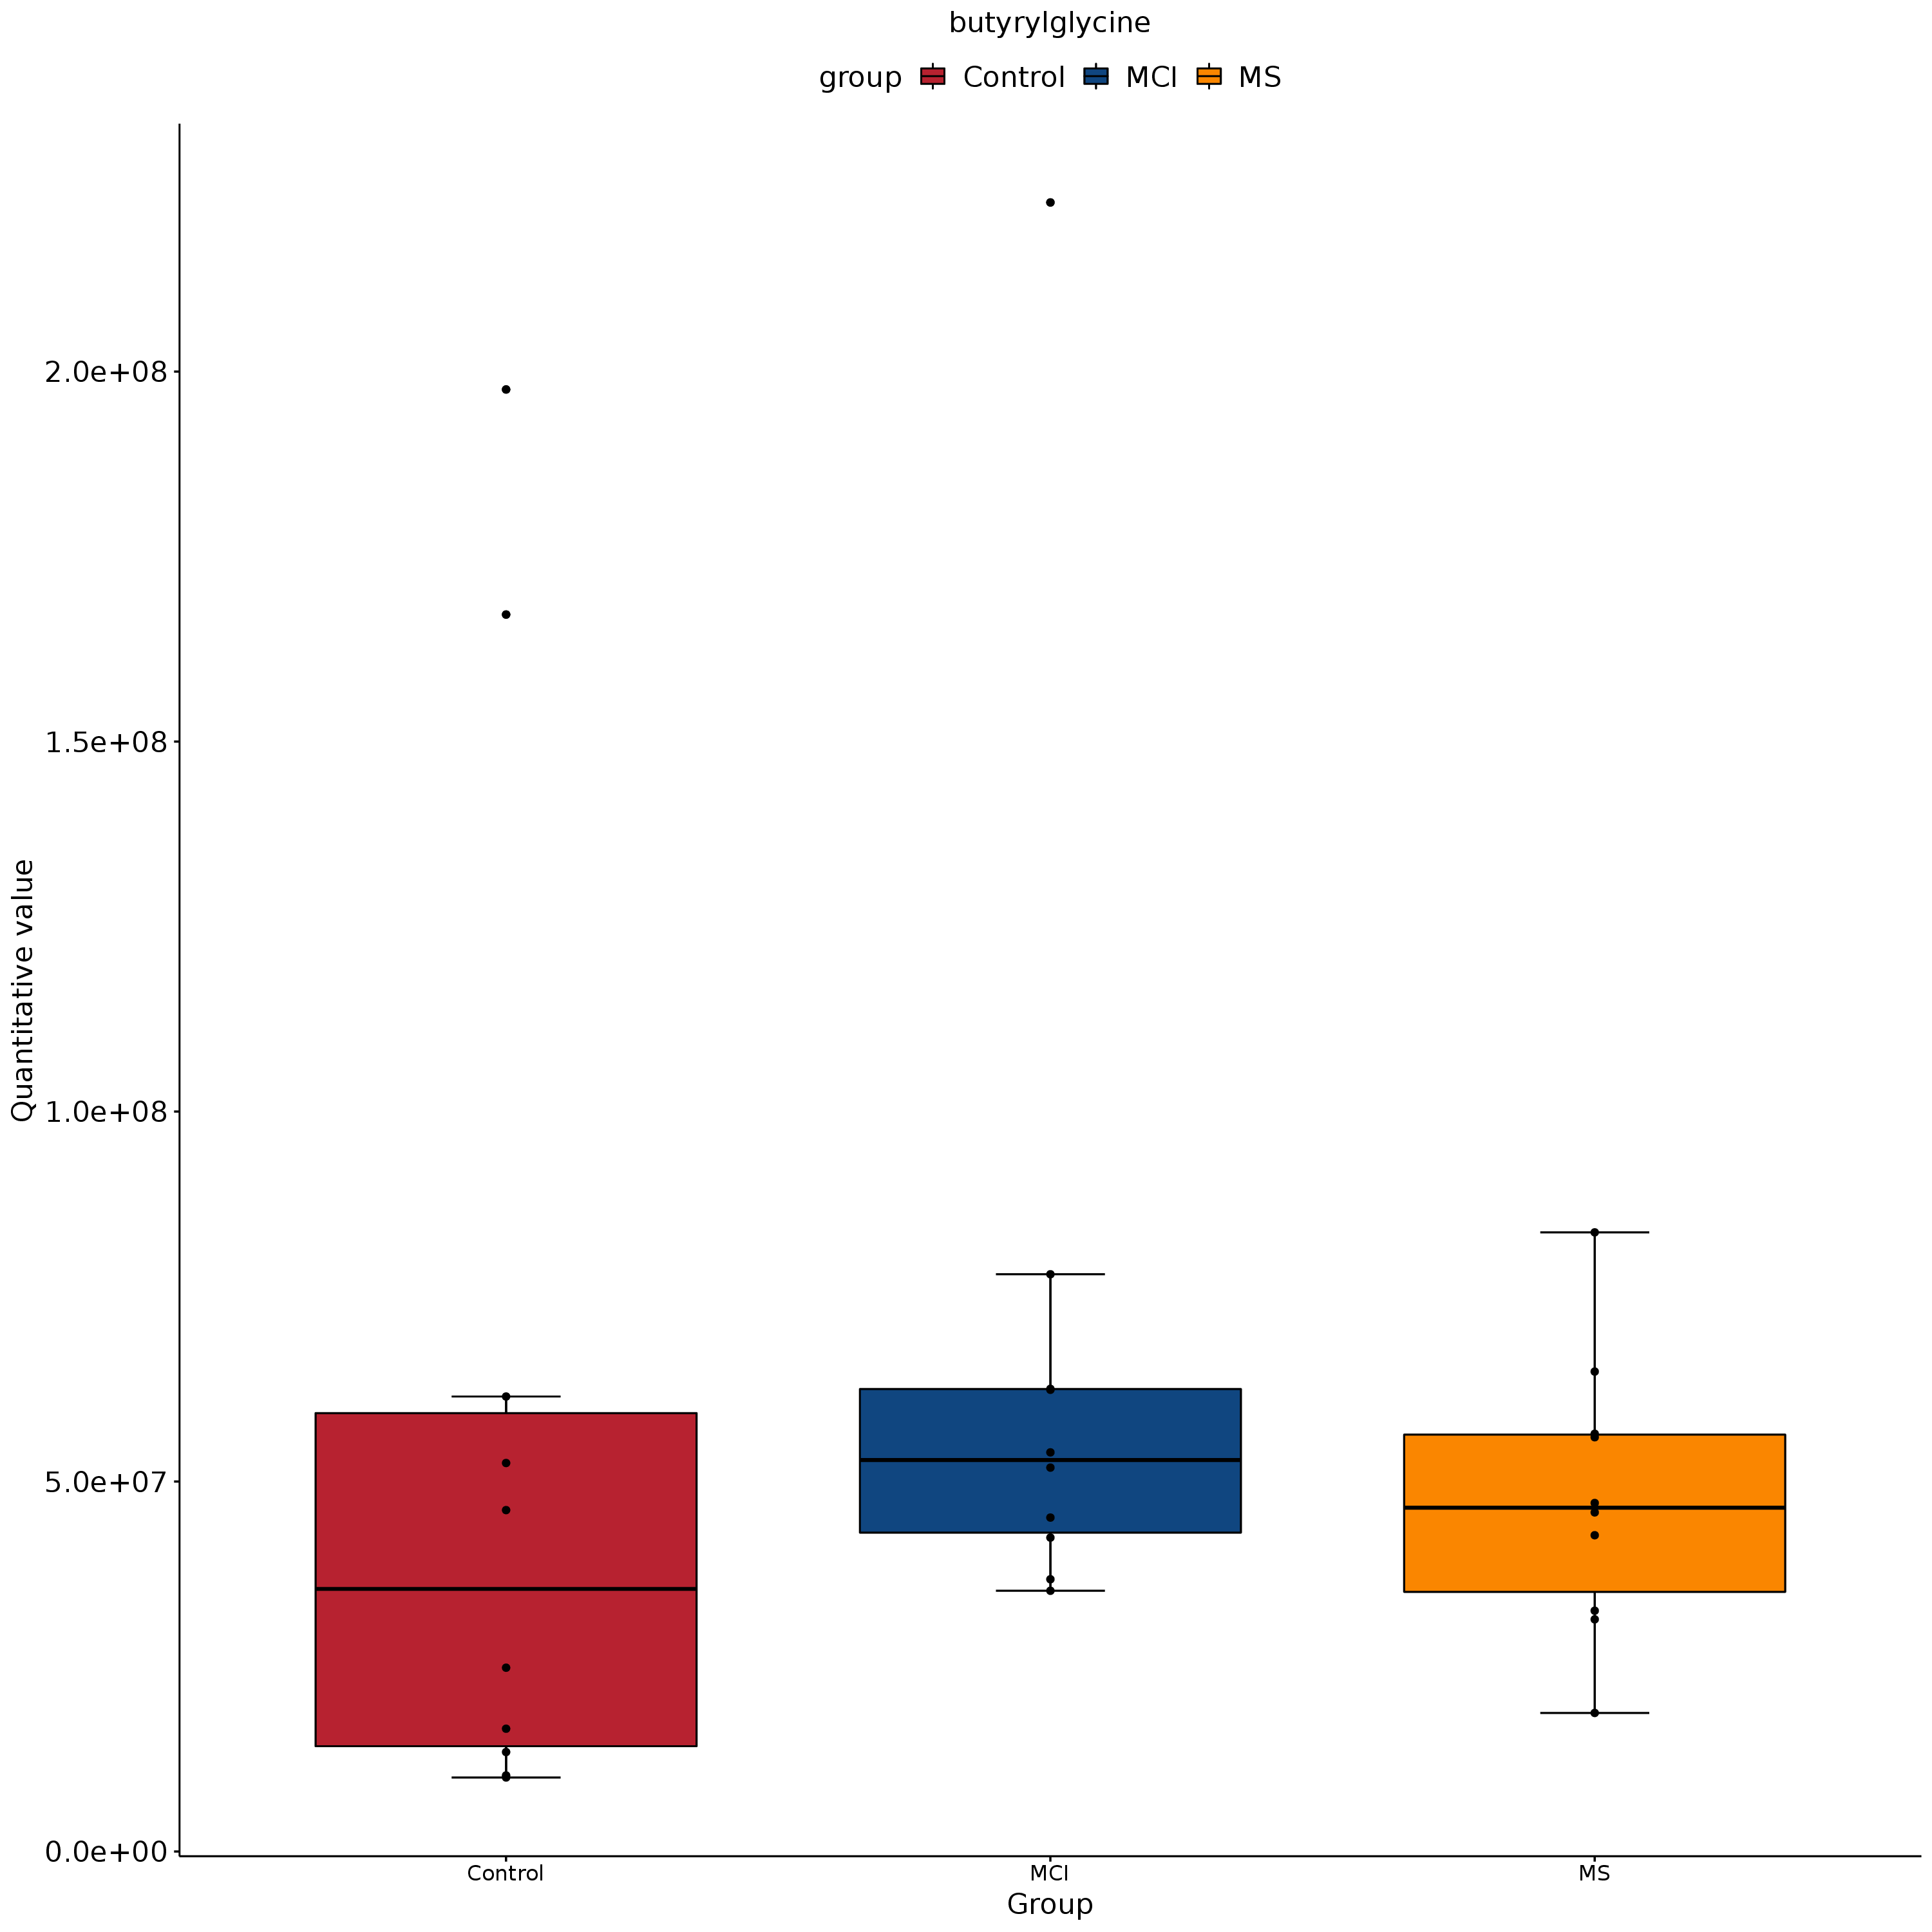 butyrylglycine
group Control MCI MS
Quantitative value
2.0e+08
1.5e+08
1.0e+08
5.0e+07
0.0e+00
Control MCI MS
Group